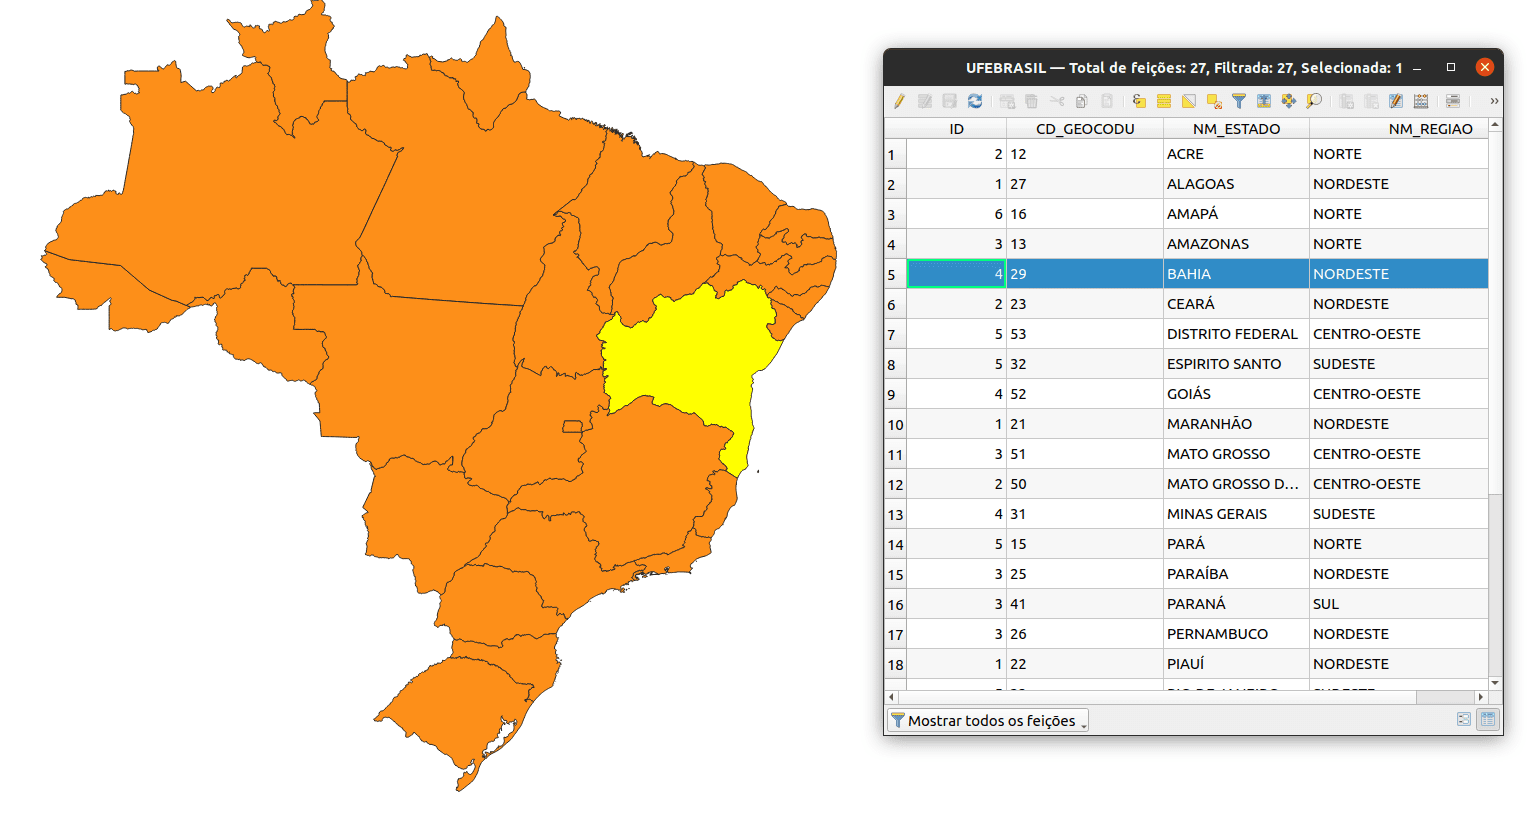 UFEBRASIL — Total de feições: 27, Filtrada: 27, Selecionada: 1
ID CD_GEOCODU NM_ESTADO NM_REGIAO
1 2 12 ACRE NORTE
2 1 27 ALAGOAS NORDESTE
3 6 16 AMAPÁ NORTE
4 3 13 AMAZONAS NORTE
5 4 29 BAHIA NORDESTE
6 2 23 CEARÁ NORDESTE
7 5 53 DISTRITO FEDERAL CENTRO-OESTE
8 5 32 ESPIRITO SANTO SUDESTE
9 4 52 GOIÁS CENTRO-OESTE
10 1 21 MARANHÃO NORDESTE
11 3 51 MATO GROSSO CENTRO-OESTE
12 2 50 MATO GROSSO D... CENTRO-OESTE
13 4 31 MINAS GERAIS SUDESTE
14 5 15 PARÁ NORTE
15 3 25 PARAÍBA NORDESTE
16 3 41 PARANÁ SUL
17 3 26 PERNAMBUCO NORDESTE
18 1 22 PIAUÍ NORDESTE
Mostrar todos os feições